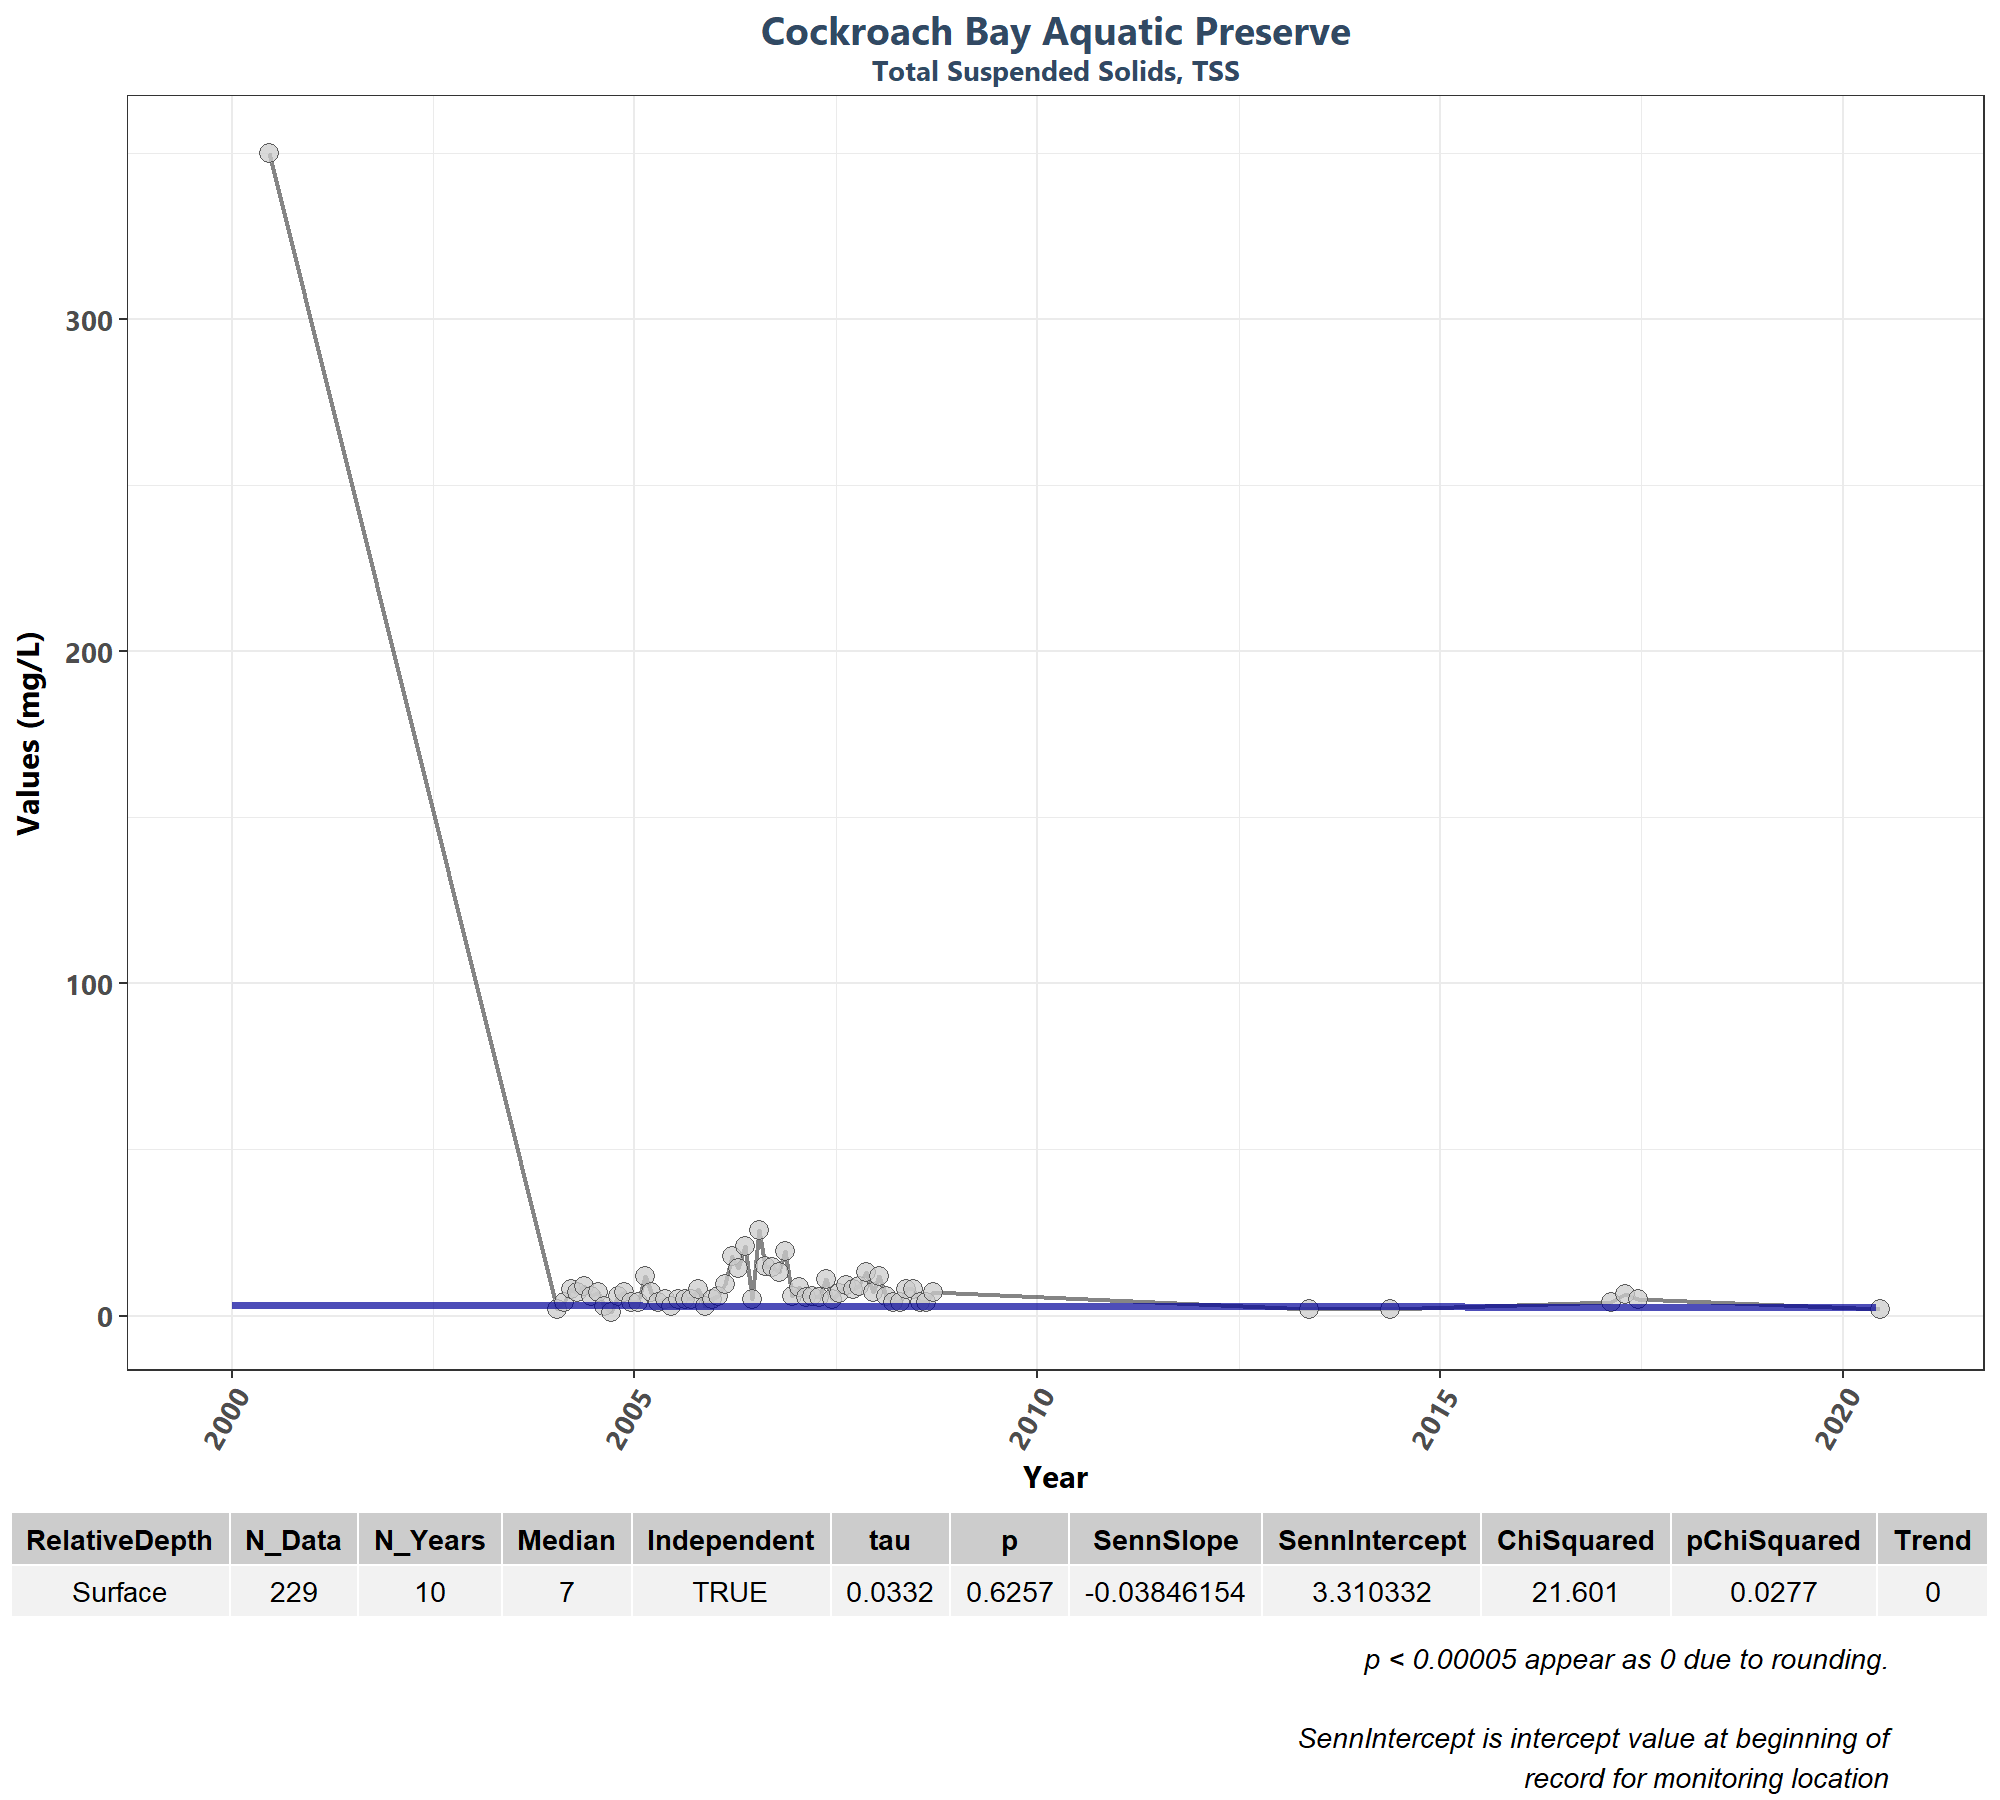 Cockroach Bay Aquatic Preserve
Total Suspended Solids, TSS
Values (mg/L)
300
200
100
0
2000 2005 2010 2015 2020
Year
RelativeDepth N_Data N_Years Median Independent tau p SennSlope SennIntercept ChiSquared pChiSquared Trend
Surface 229 10 7 TRUE 0.0332 0.6257 -0.03846154 3.310332 21.601 0.0277 0
p < 0.00005 appear as 0 due to rounding.
SennIntercept is intercept value at beginning of
record for monitoring location